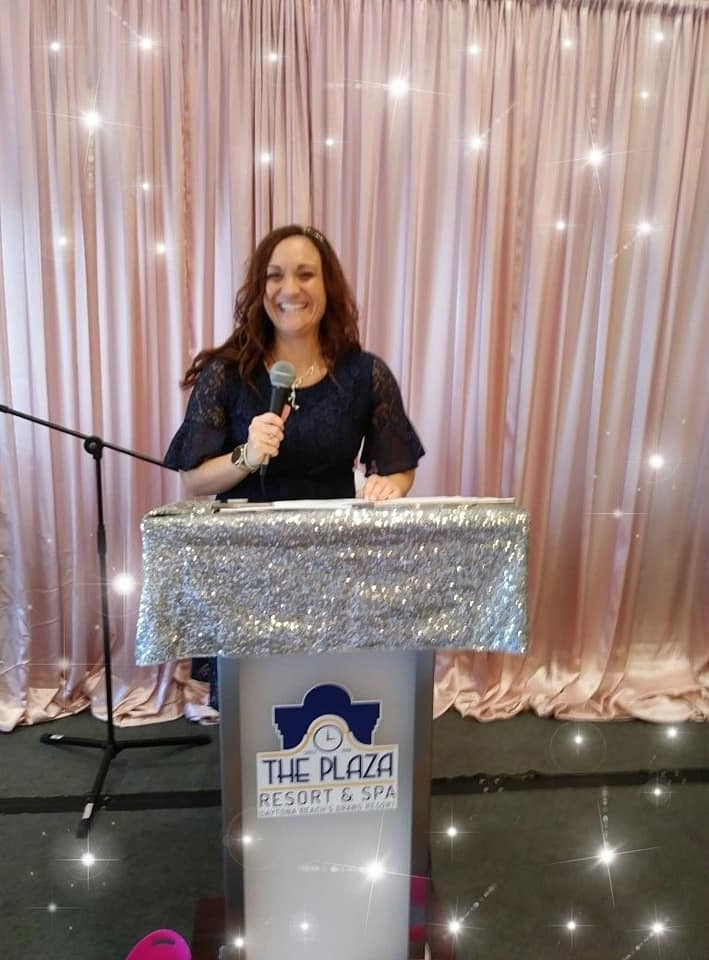 THE PLAZA
RESORT & SPA
DAYTONA BEACH'S GRAND RESORT